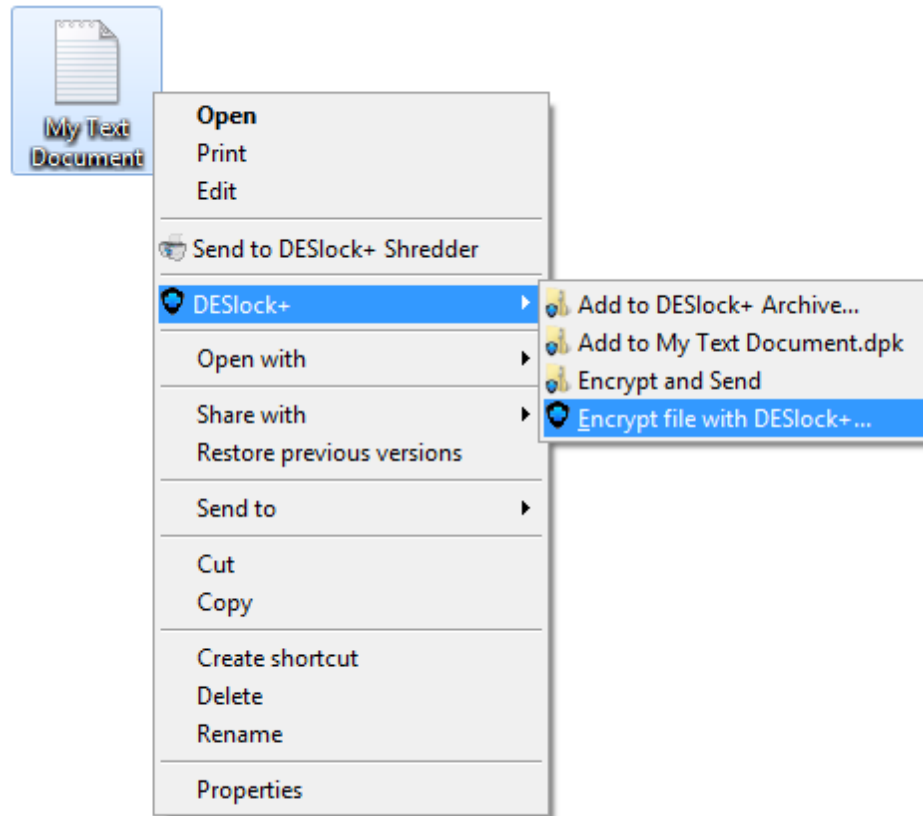 My Text
Document
Open
Print
Edit
Send to DESlock+ Shredder
DESlock+
Open with
Share with
Restore previous versions
Send to
Cut
Copy
Create shortcut
Delete
Rename
Properties
Add to DESlock+ Archive...
Add to My Text Document.dpk
Encrypt and Send
Encrypt file with DESlock+...